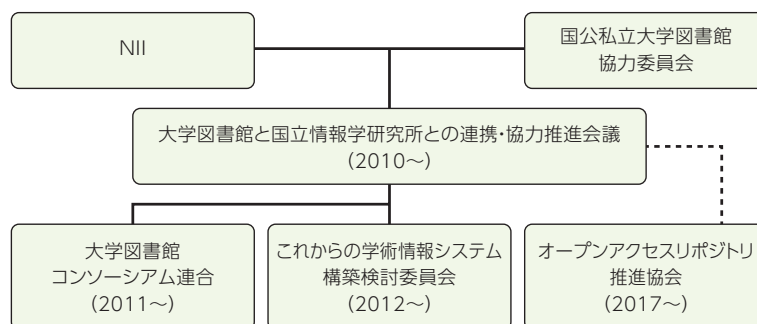 NII
国公私立大学図書館
協力委員会
大学図書館と国立情報学研究所との連携・協力推進会議
(2010~)
大学図書館
コンソーシアム連合
(2011~)
これからの学術情報システム
構築検討委員会
(2012~)
オープンアクセスリポジトリ
推進協会
(2017~)